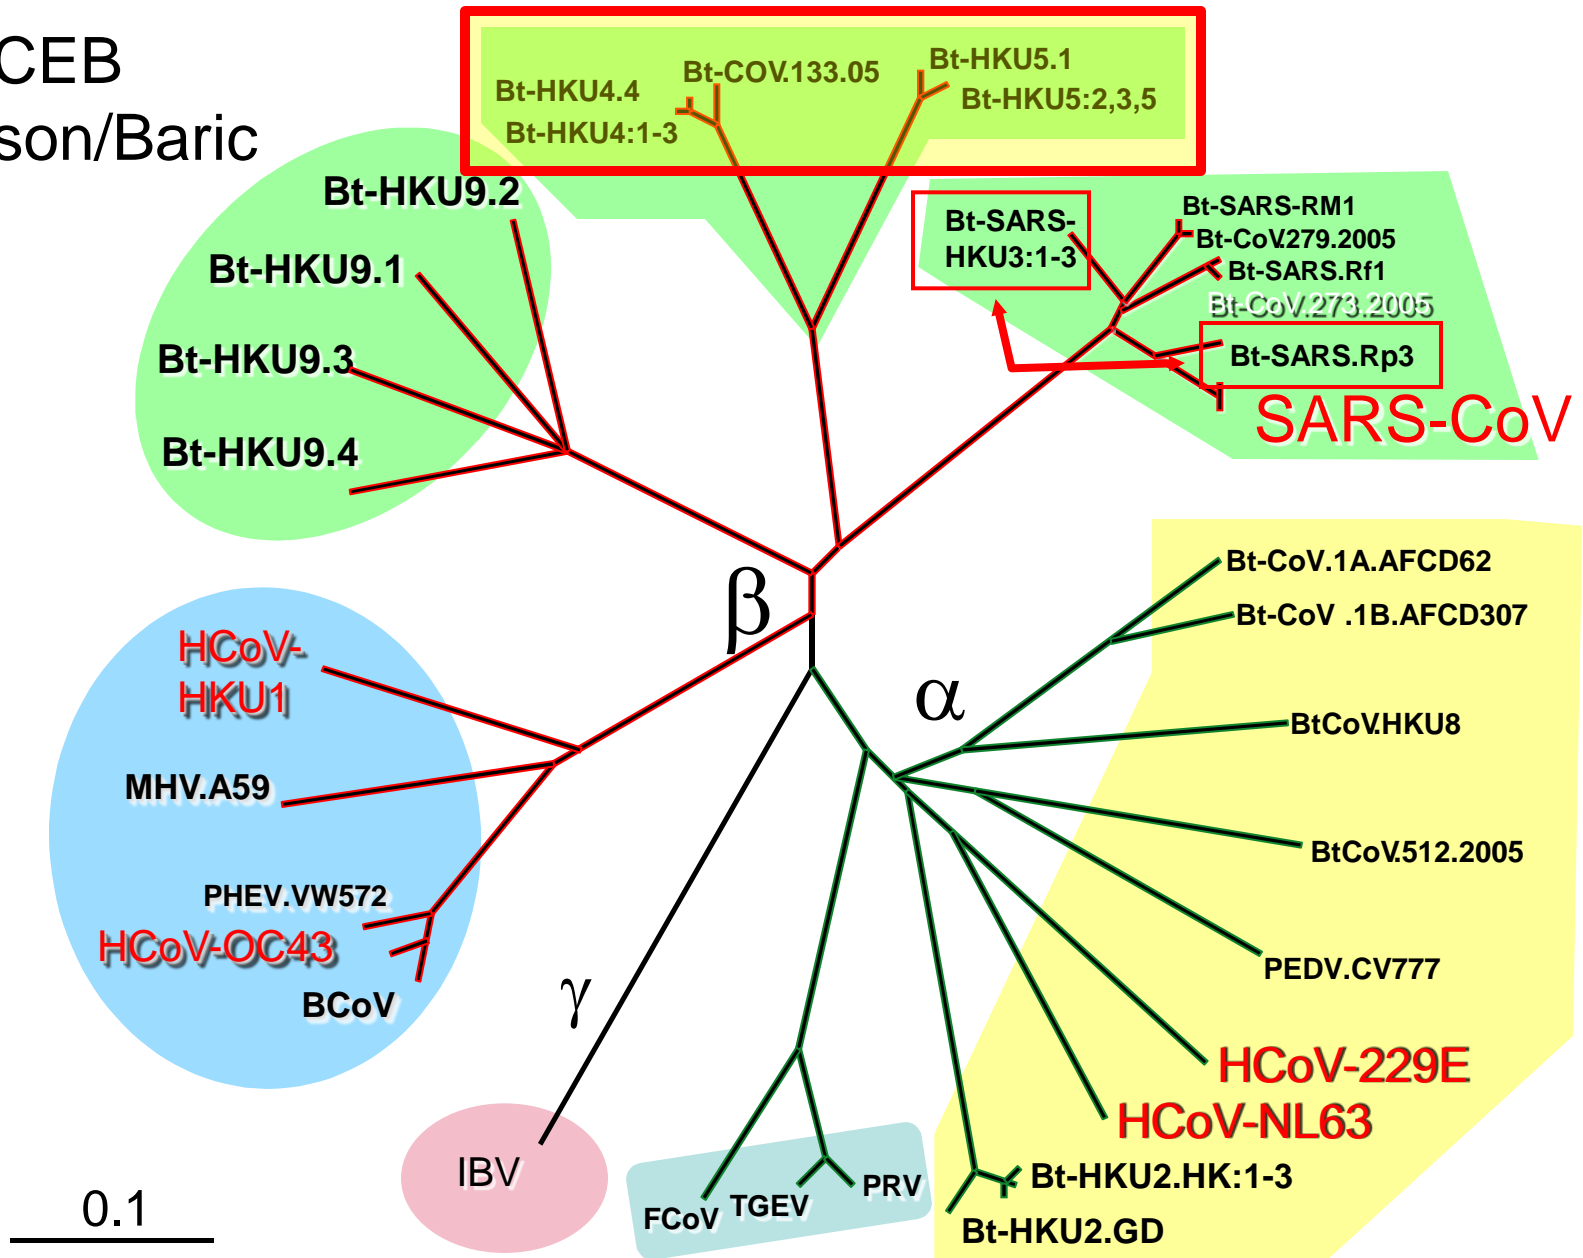 CEB
son/Baric
Bt-HKU4.4
Bt-COV.133.05
Bt-HKU5.1
Bt-HKU5:2,3,5
Bt-HKU4:1-3
Bt-HKU9.2
Bt-HKU9.1
Bt-HKU9.3
Bt-HKU9.4
Bt-SARS-
HKU3:1-3
Bt-SARS-RM1
Bt-CoV.279.2005
Bt-SARS.Rf1
Bt-CoV.273.2005
Bt-SARS.Rp3
SARS-CoV
β
α
γ
HCoV-
HKU1
MHV.A59
PHEV.VW572
HCoV-OC43
BCoV
Bt-CoV.1A.AFCD62
Bt-CoV .1B.AFCD307
BtCoV.HKU8
BtCoV.512.2005
PEDV.CV777
HCoV-229E
HCoV-NL63
Bt-HKU2.HK:1-3
Bt-HKU2.GD
IBV
FCoV
TGEV
PRV
0.1